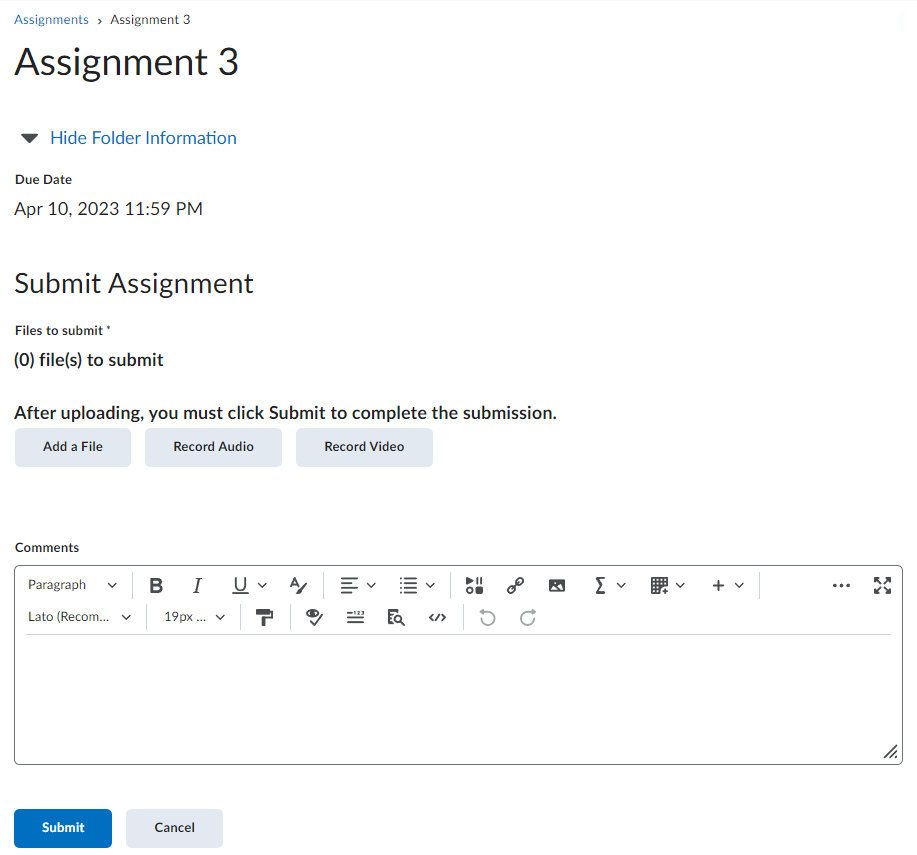 Assignments › Assignment 3
Assignment 3
Hide Folder Information
Due Date
Apr 10, 2023 11:59 PM
Submit Assignment
Files to submit *
(0) file(s) to submit
After uploading, you must click Submit to complete the submission.
Add a File Record Audio Record Video
Comments
Paragraph B I U
Lato (Recom... 19px ...
Submit Cancel